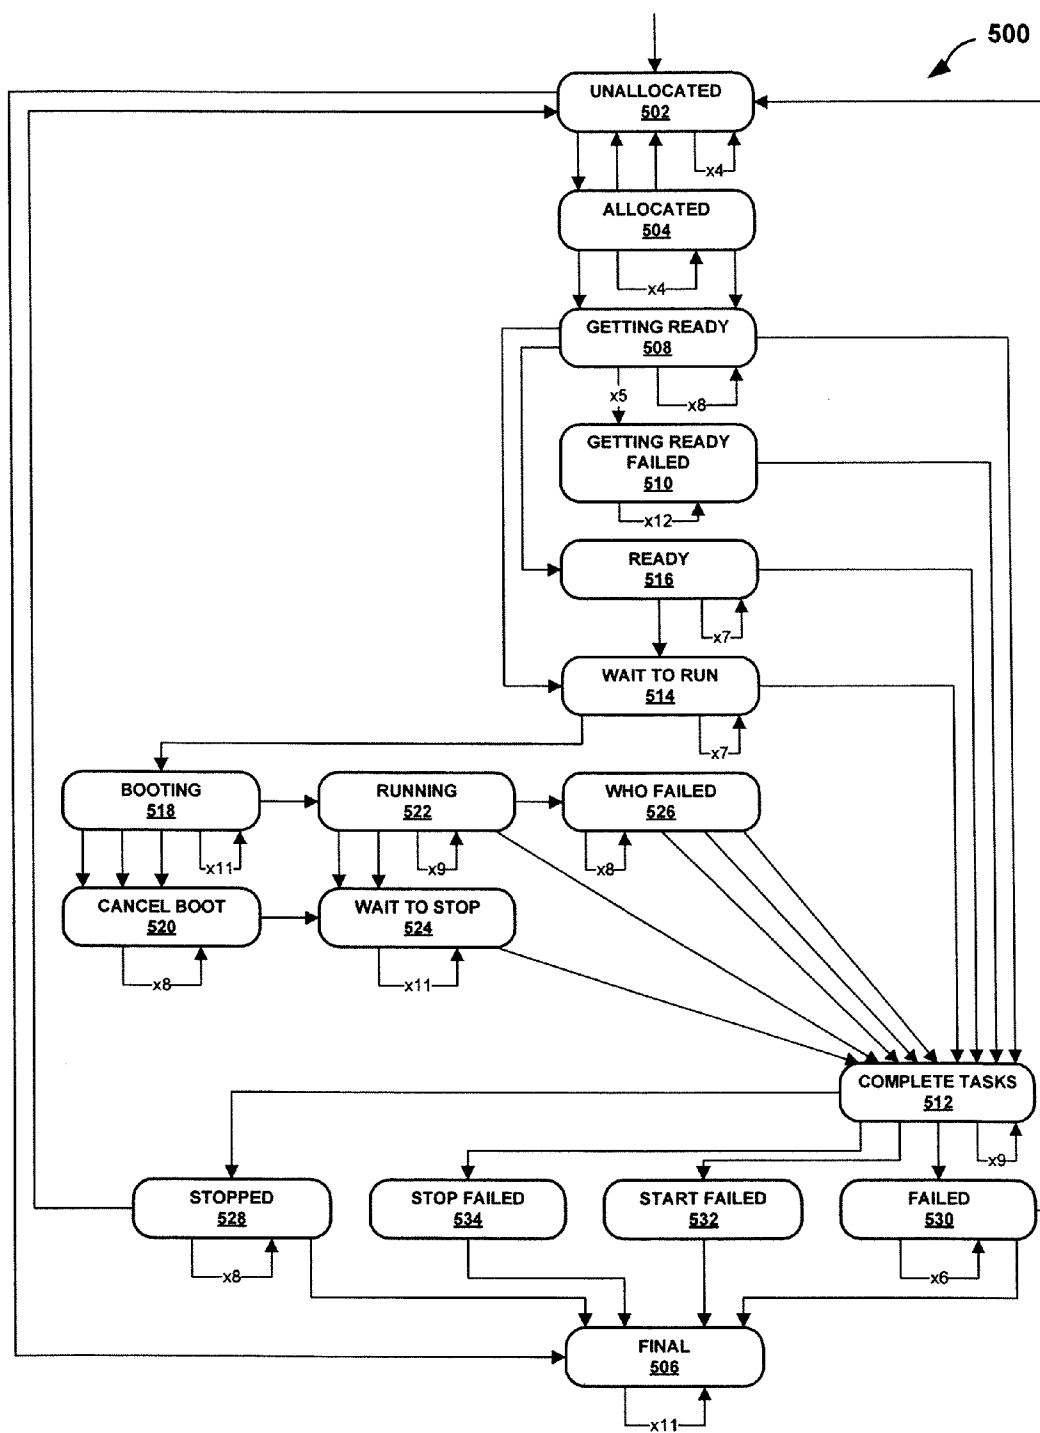 500
UNALLOCATED
502
x4
ALLOCATED
504
x4
GETTING READY
508
x5
x8
GETTING READY
FAILED
510
x12
READY
516
x7
WAIT TO RUN
514
x7
BOOTING
518
x11
RUNNING
522
x9
WHO FAILED
526
x8
CANCEL BOOT
520
x8
WAIT TO STOP
524
x11
COMPLETE TASKS
512
x9
STOPPED
528
x8
STOP FAILED
534
START FAILED
532
FAILED
530
x6
FINAL
506
x11